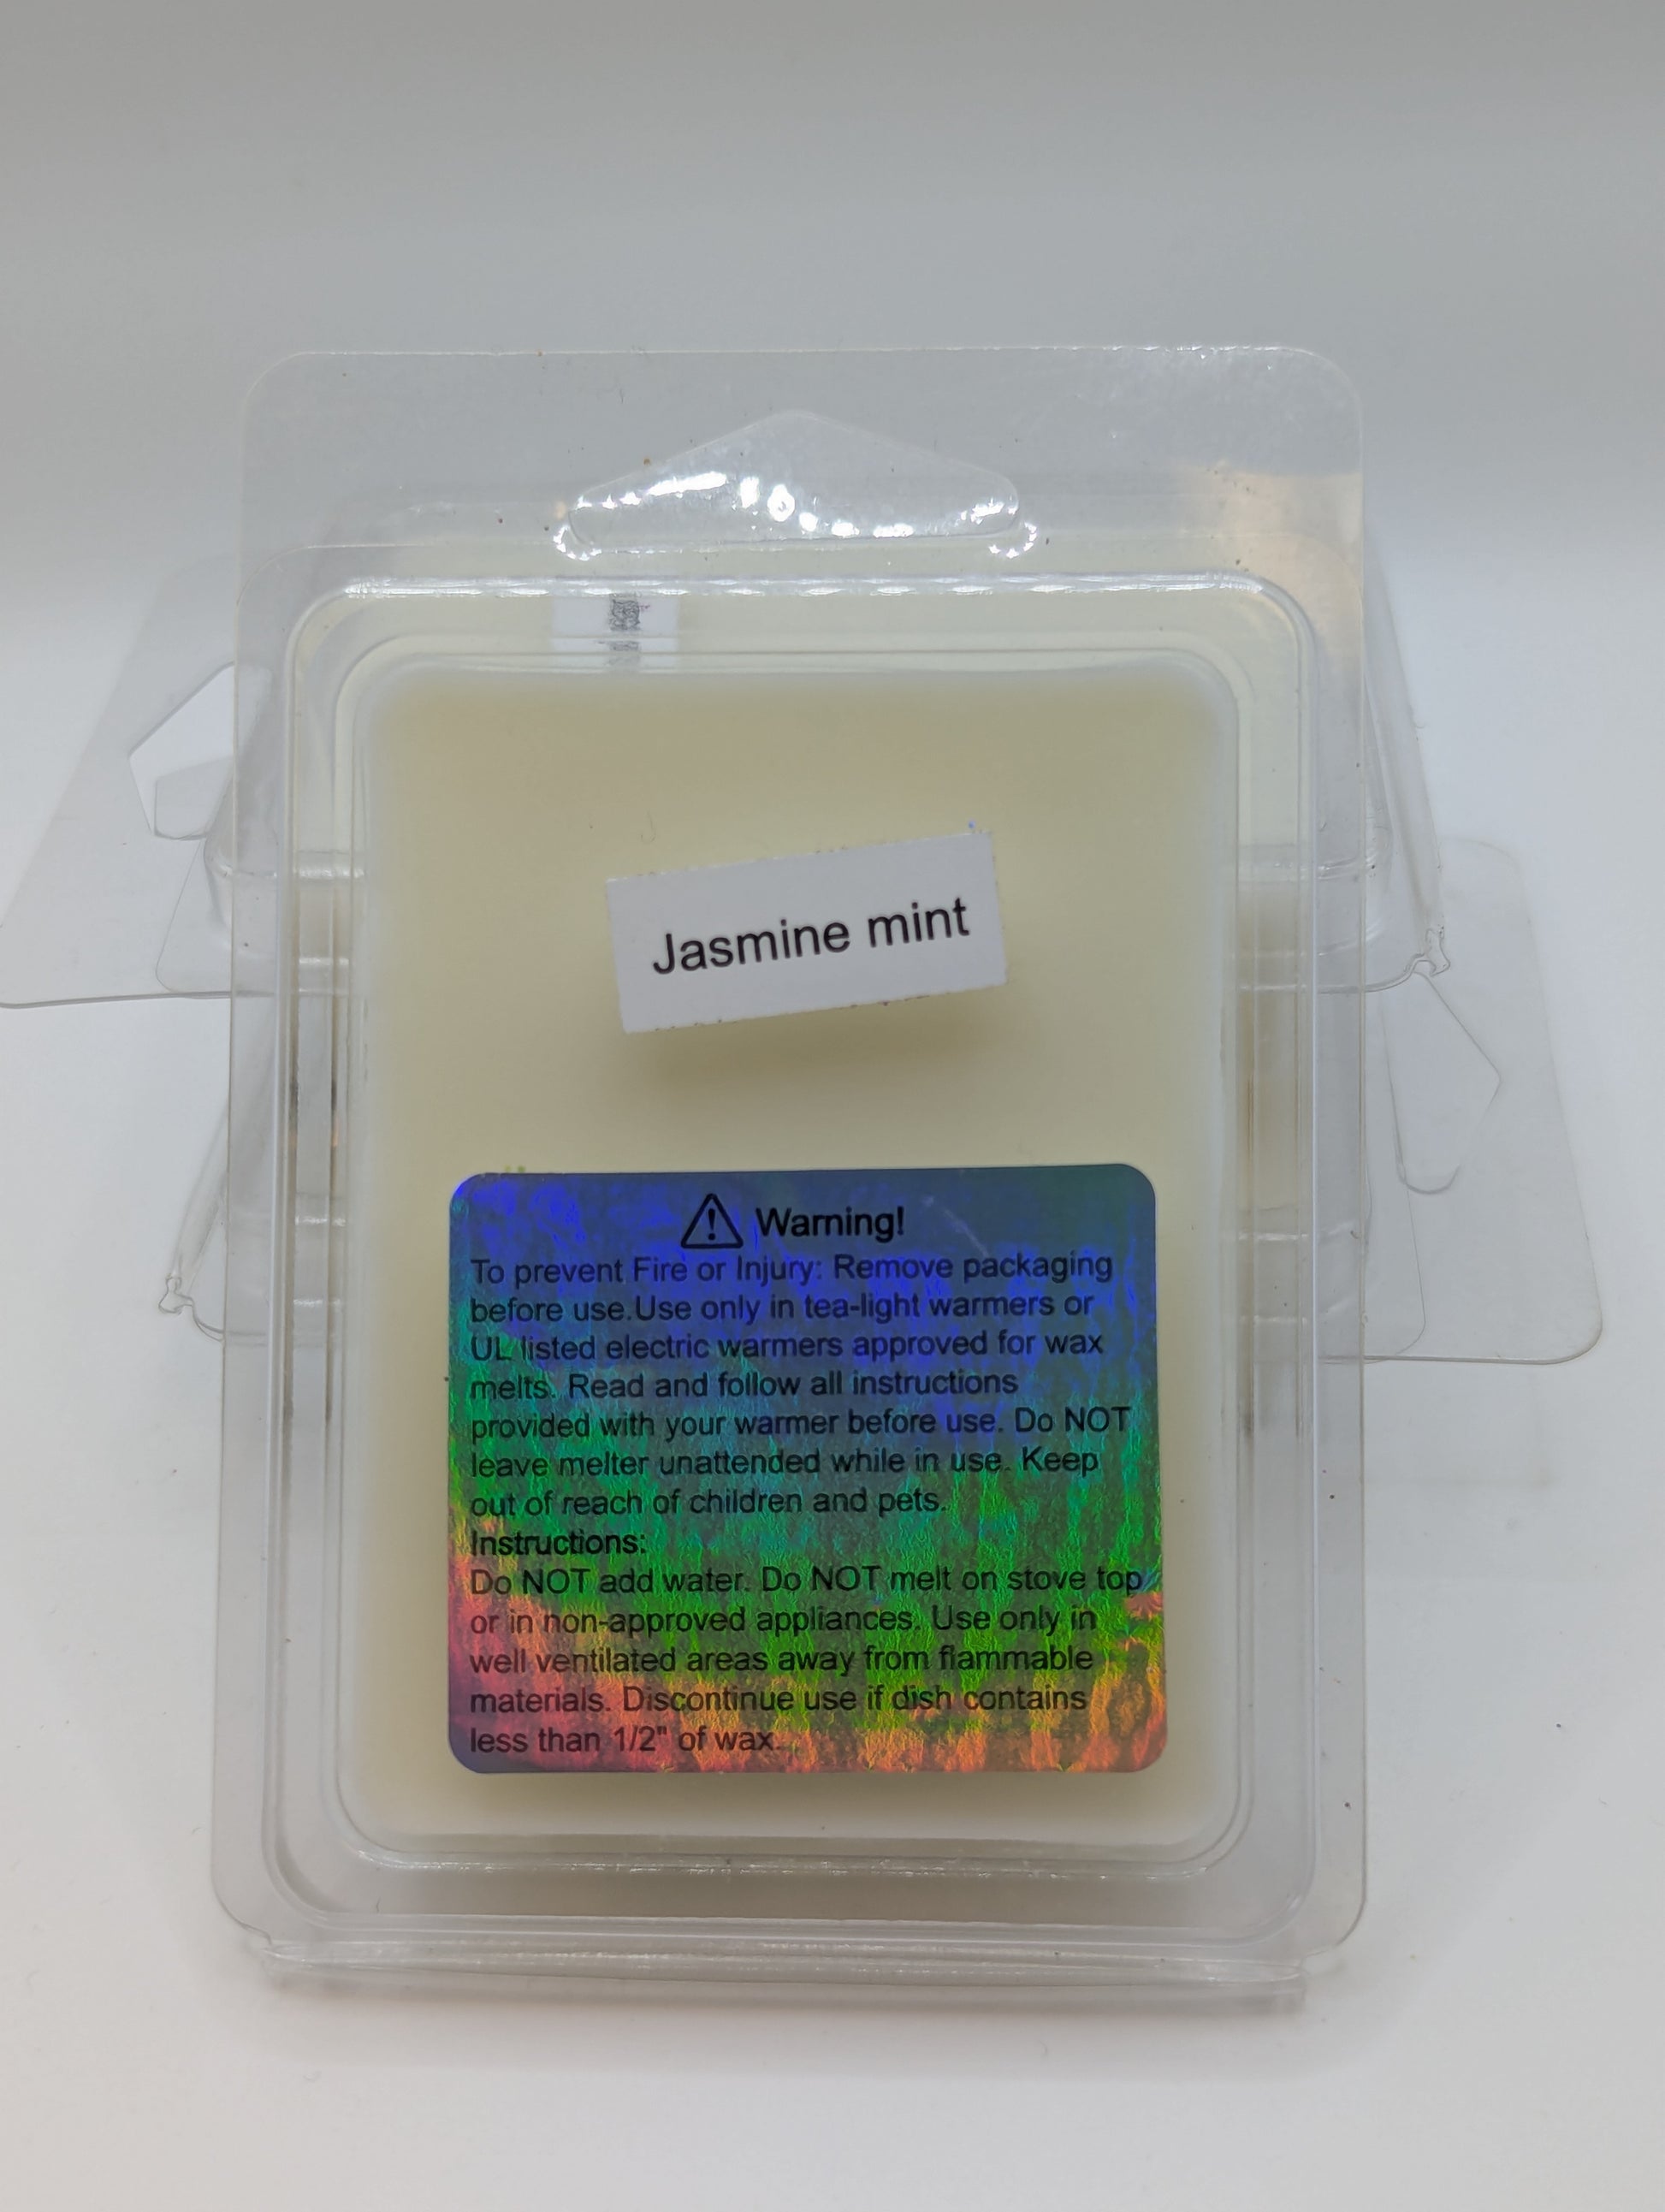 Jasmine mint
Warning!
To prevent Fire or Injury: Remove packaging
before use.Use only in tea-light warmers or
UL listed electric warmers approved for wax
melts. Read and follow all instructions
provided with your warmer before use. Do NOT
leave melter unattended while in use. Keep
out of reach of children and pets.
Instructions:
Do NOT add water. Do NOT melt on stove top
or in non-approved appliances. Use only in
well ventilated areas away from flammable
materials. Discontinue use if dish contains
less than 1/2" of wax.